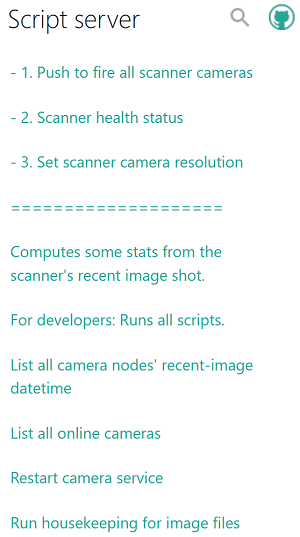 Script server
- 1. Push to fire all scanner cameras
- 2. Scanner health status
- 3. Set scanner camera resolution
====================
Computes some stats from the
scanner's recent image shot.
For developers: Runs all scripts.
List all camera nodes' recent-image
datetime
List all online cameras
Restart camera service
Run housekeeping for image files